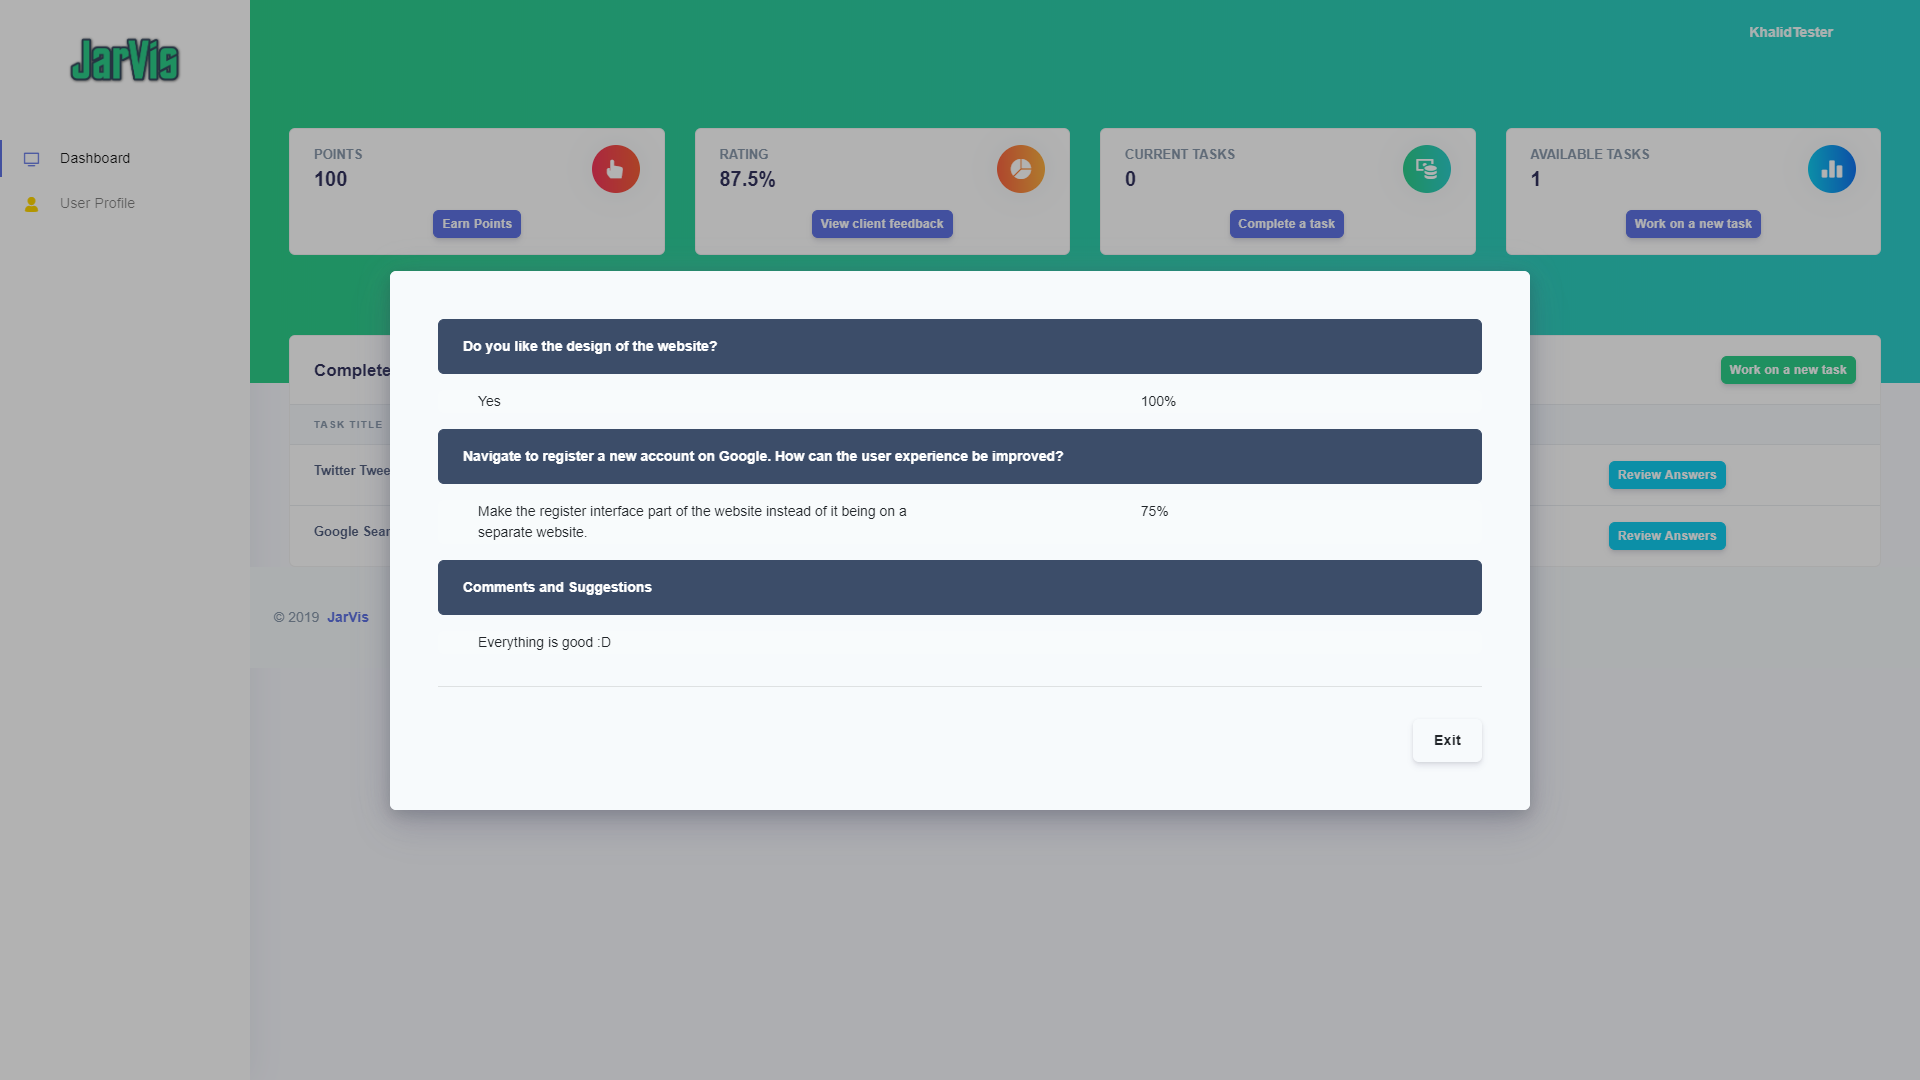 JarVis
KhalidTester
Dashboard
User Profile
POINTS
100
Earn Points
RATING
87.5%
View client feedback
CURRENT TASKS
0
Complete a task
AVAILABLE TASKS
1
Work on a new task
Complete
Work on a new task
TASK TITLE
Twitter Twee
Review Answers
Google Sear
Review Answers
Do you like the design of the website?
Yes 100%
Navigate to register a new account on Google. How can the user experience be improved?
Make the register interface part of the website instead of it being on a 75%
separate website.
Comments and Suggestions
Everything is good :D
Exit
© 2019 JarVis